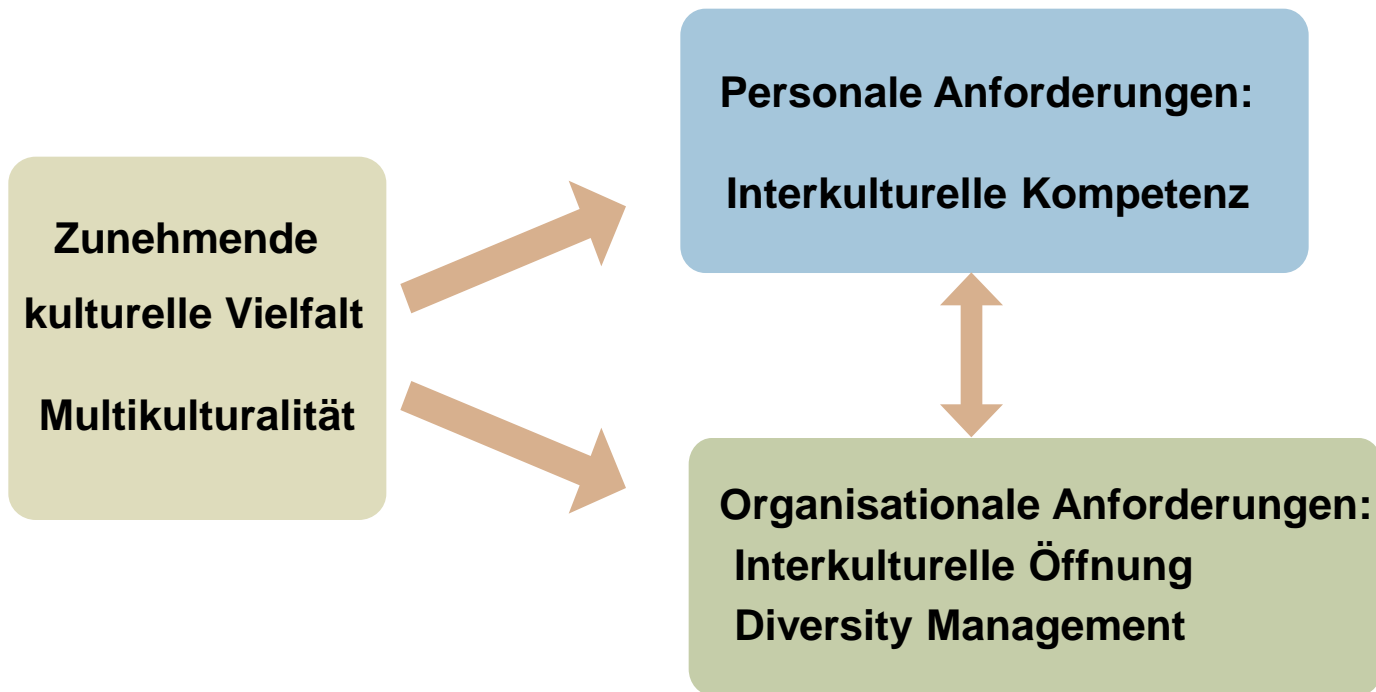 Zunehmende
kulturelle Vielfalt
Multikulturalität
Personale Anforderungen:
Interkulturelle Kompetenz
Organisationale Anforderungen:
Interkulturelle Öffnung
Diversity Management